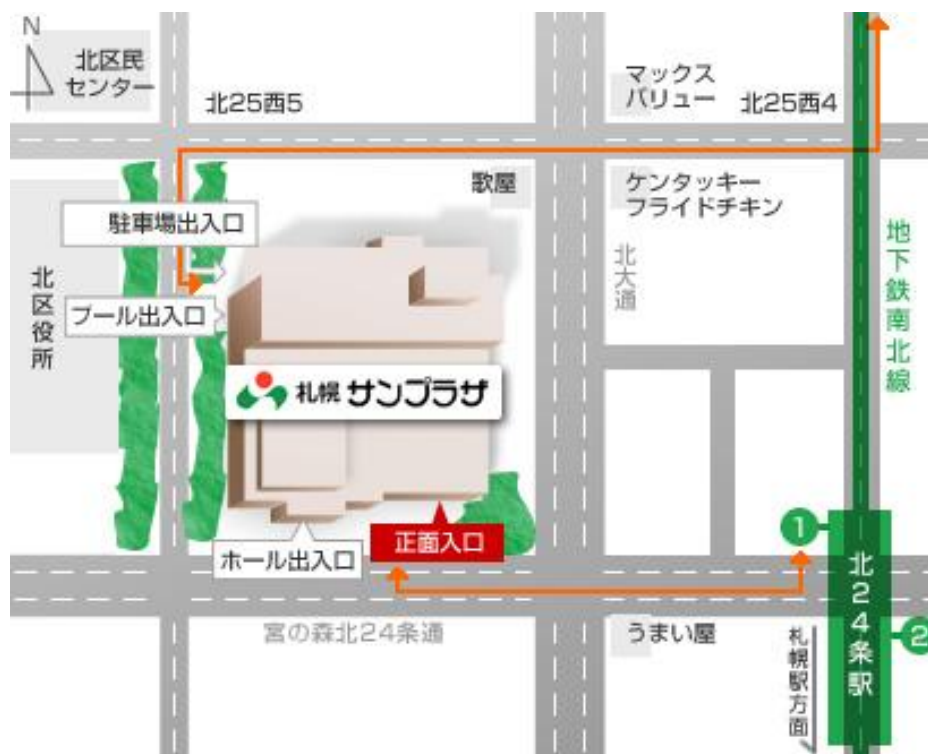 N
北区民
センター
北25西5
マックス
バリュー
北25西4
歌屋
ケンタッキー
フライドチキン
駐車場出入口
北大通
地下鉄南北線
北区役所
プール出入口
札幌 サンプラザ
正面入口
ホール出入口
1
北24条駅
宮の森北24条通
うまい屋
札幌駅方面
2